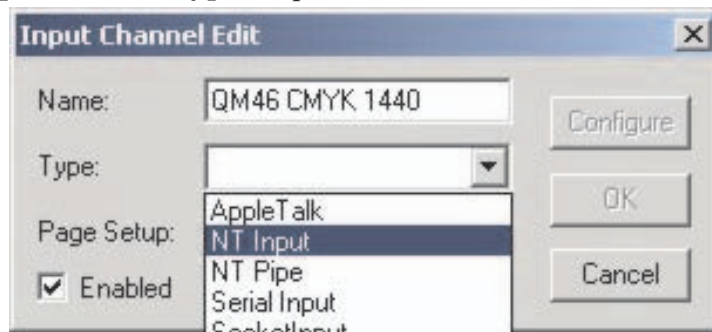 Input Channel Edit
Name: QM46 CMYK 1440
Configure
Type:
OK
AppleTalk
Page Setup: NT Input
NT Pipe
Cancel
Enabled
Serial Input
SocketInput